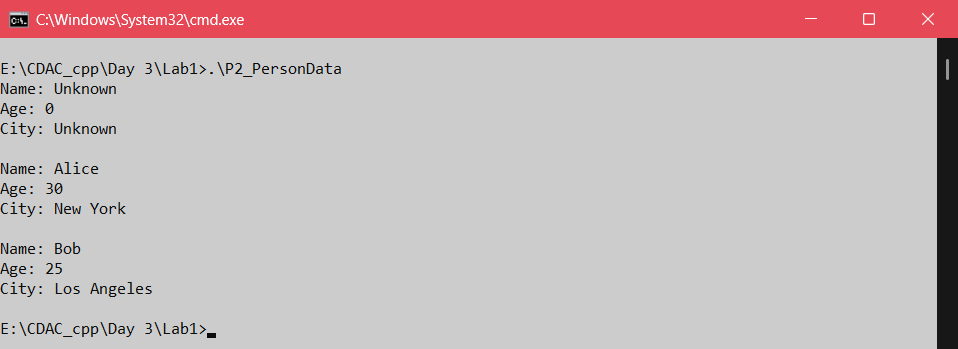 C:\Windows\System32\cmd.exe
E:\CDAC_cpp\Day 3\Lab1>.\P2_PersonData
Name: Unknown
Age: 0
City: Unknown
Name: Alice
Age: 30
City: New York
Name: Bob
Age: 25
City: Los Angeles
E:\CDAC_cpp\Day 3\Lab1>